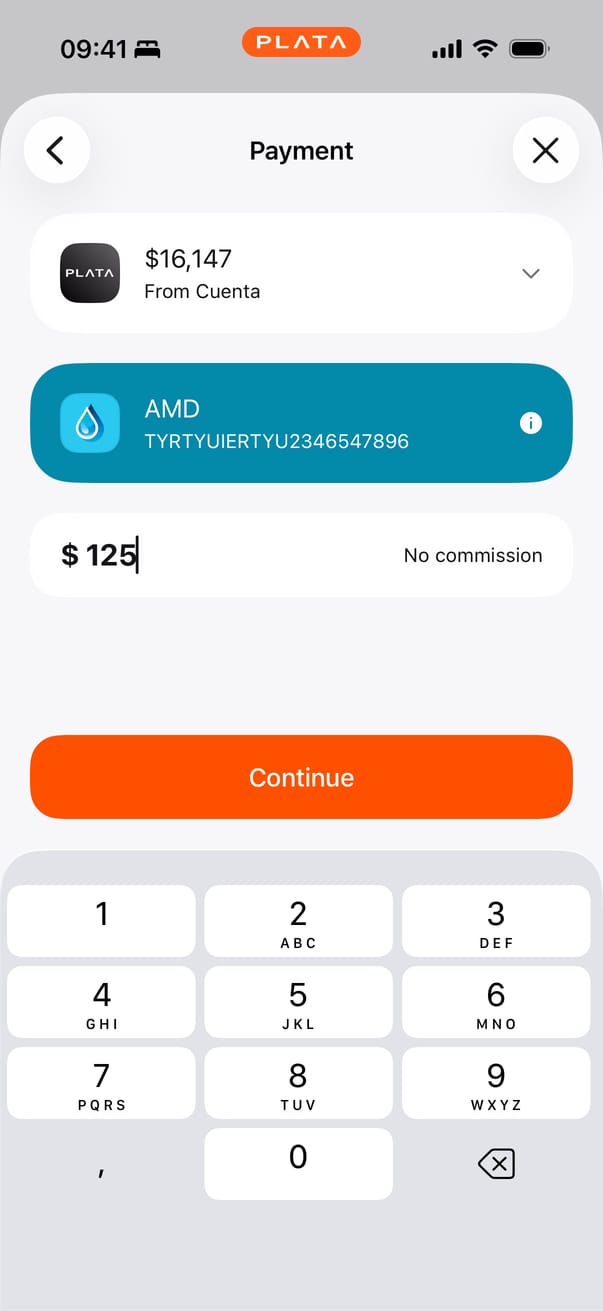 09:41
PLATA
Payment
PLATA
$16,147
From Cuenta
AMD
TYRTYUIERTYU2346547896
i
$ 125
No commission
Continue
1
2
ABC
3
DEF
4
GHI
5
JKL
6
MNO
7
PQRS
8
TUV
9
WXYZ
,
0